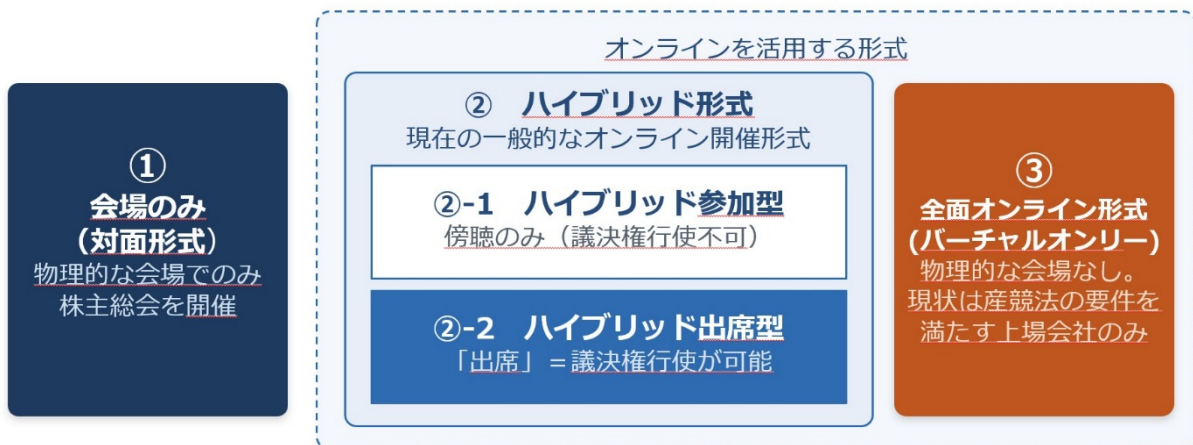 オンラインを活用する形式
①
会場のみ
（対面形式）
物理的な会場でのみ
株主総会を開催
②　ハイブリッド形式
現在の一般的なオンライン開催形式
②-1　ハイブリッド参加型
傍聴のみ（議決権行使不可）
②-2　ハイブリッド出席型
「出席」＝議決権行使が可能
③
全面オンライン形式
(バーチャルオンリー)
物理的な会場なし。
現状は産競法の要件を
満たす上場会社のみ